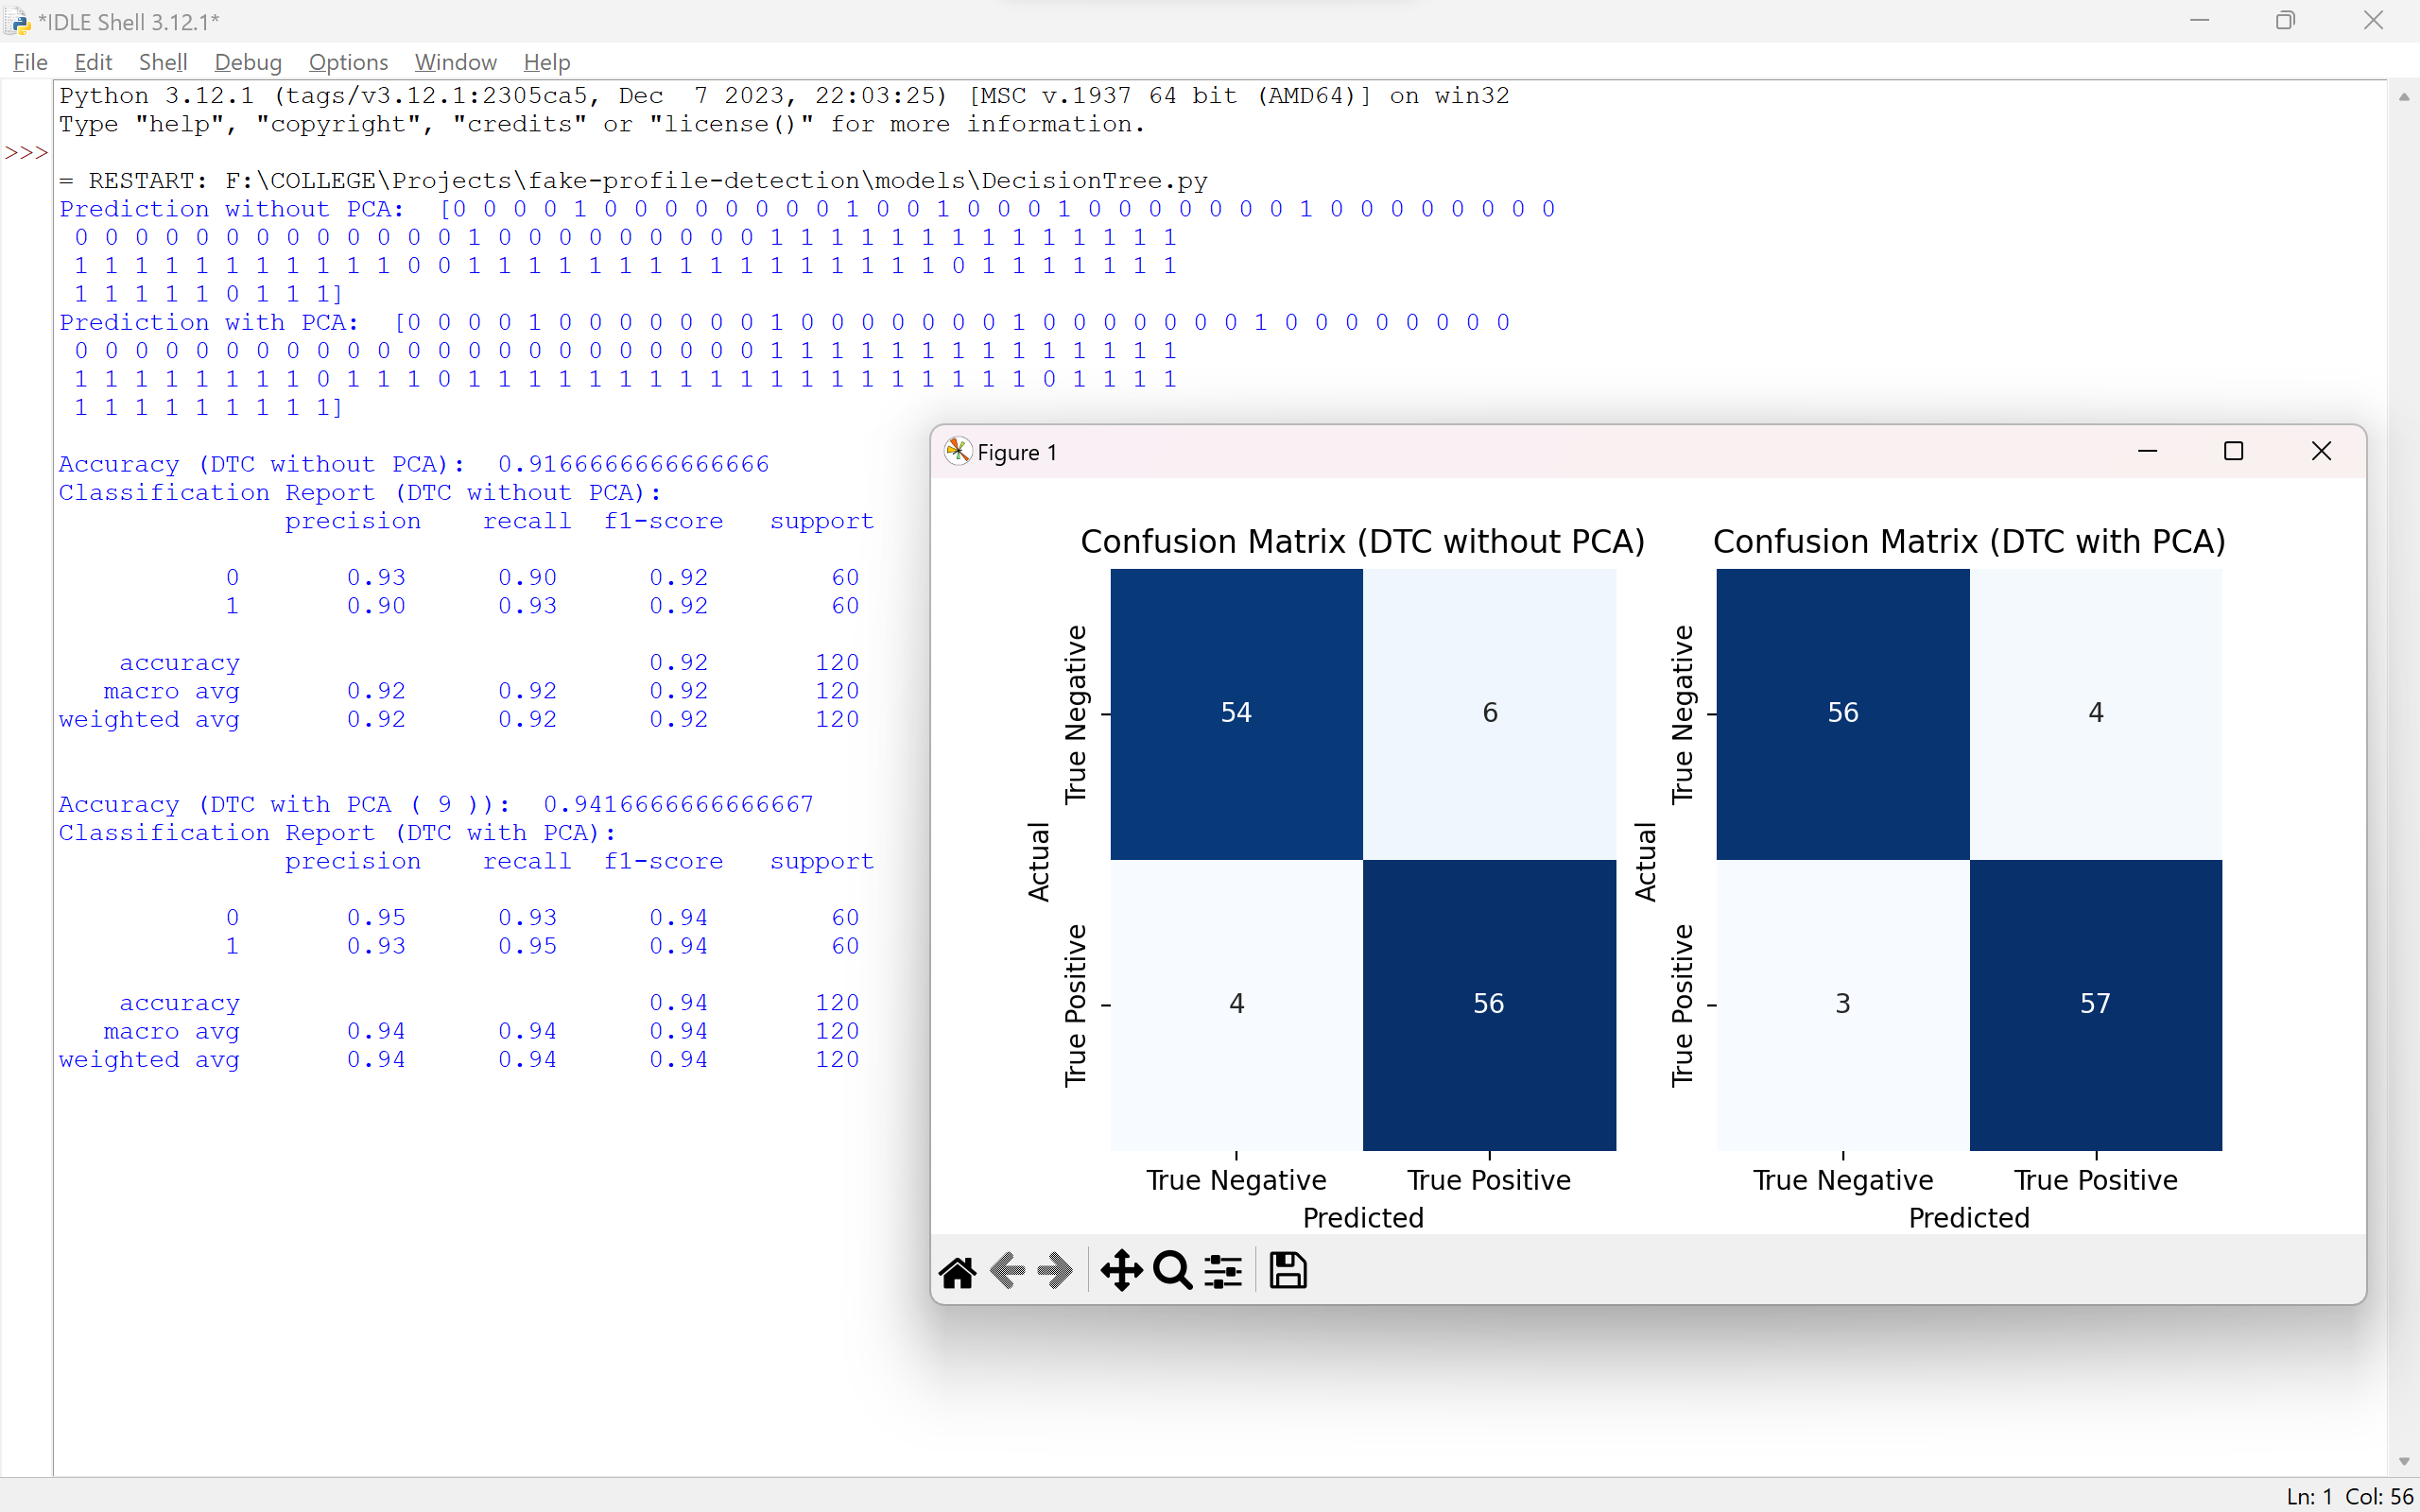 *IDLE Shell 3.12.1*
File Edit Shell Debug Options Window Help
Python 3.12.1 (tags/v3.12.1:2305ca5, Dec  7 2023, 22:03:25) [MSC v.1937 64 bit (AMD64)] on win32
Type "help", "copyright", "credits" or "license()" for more information.
>>>
= RESTART: F:\COLLEGE\Projects\fake-profile-detection\models\DecisionTree.py
Prediction without PCA:  [0 0 0 0 1 0 0 0 0 0 0 0 0 1 0 0 1 0 0 0 1 0 0 0 0 0 0 0 1 0 0 0 0 0 0 0 0
0 0 0 0 0 0 0 0 0 0 0 0 0 1 0 0 0 0 0 0 0 0 0 1 1 1 1 1 1 1 1 1 1 1 1 1 1
1 1 1 1 1 1 1 1 1 1 1 0 0 1 1 1 1 1 1 1 1 1 1 1 1 1 1 1 1 0 1 1 1 1 1 1 1
1 1 1 1 1 0 1 1 1]
Prediction with PCA:  [0 0 0 0 1 0 0 0 0 0 0 0 1 0 0 0 0 0 0 0 1 0 0 0 0 0 0 0 1 0 0 0 0 0 0 0 0
0 0 0 0 0 0 0 0 0 0 0 0 0 0 0 0 0 0 0 0 0 0 0 1 1 1 1 1 1 1 1 1 1 1 1 1 1
1 1 1 1 1 1 1 1 0 1 1 1 0 1 1 1 1 1 1 1 1 1 1 1 1 1 1 1 1 1 1 1 0 1 1 1 1
1 1 1 1 1 1 1 1 1]
Accuracy (DTC without PCA):  0.9166666666666666
Classification Report (DTC without PCA):
precision    recall  f1-score   support
0       0.93      0.90      0.92        60
1       0.90      0.93      0.92        60
accuracy                           0.92       120
macro avg       0.92      0.92      0.92       120
weighted avg       0.92      0.92      0.92       120
Accuracy (DTC with PCA ( 9 )):  0.9416666666666667
Classification Report (DTC with PCA):
precision    recall  f1-score   support
0       0.95      0.93      0.94        60
1       0.93      0.95      0.94        60
accuracy                           0.94       120
macro avg       0.94      0.94      0.94       120
weighted avg       0.94      0.94      0.94       120
Figure 1
Confusion Matrix (DTC without PCA)
Actual
True Negative
True Positive
54 6
4 56
True Negative True Positive
Predicted
Confusion Matrix (DTC with PCA)
Actual
True Negative
True Positive
56 4
3 57
True Negative True Positive
Predicted
Ln: 1 Col: 56